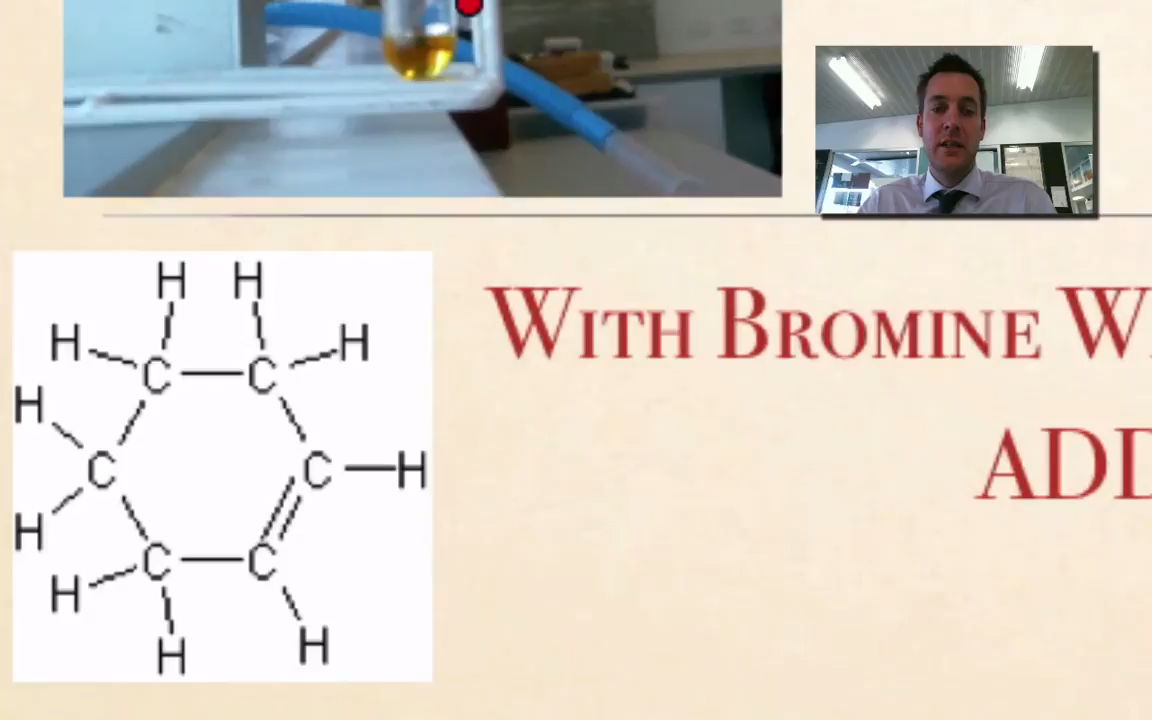 H H
H C C H
H
C C H
H
C C
H
H H
WITH BROMINE W
ADD